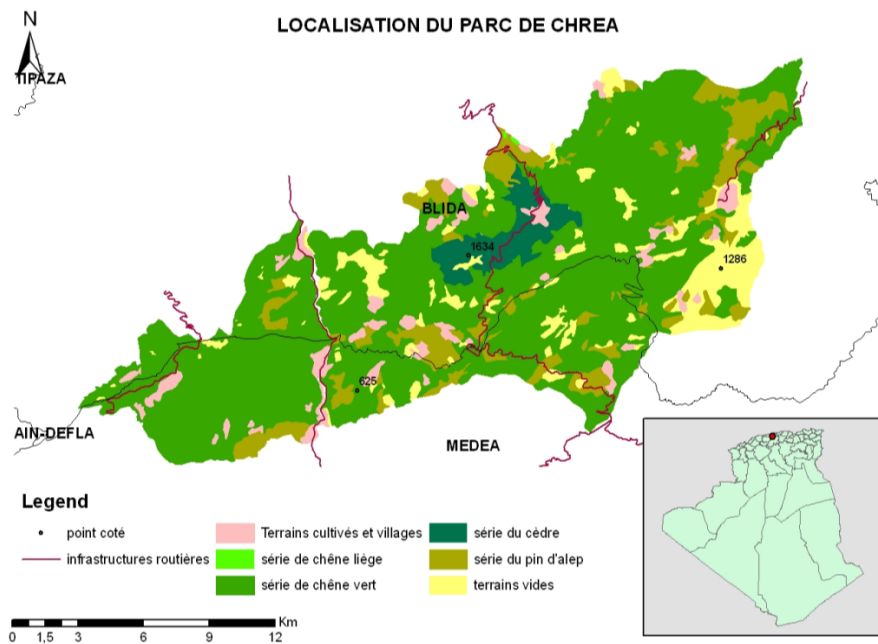 LOCALISATION DU PARC DE CHREA
N
TIPAZA
BLIDA
1634
1286
625
AIN-DEFLA
MEDEA
Legend
point coté
infrastructures routières
Terrains cultivés et villages
série de chêne liège
série de chêne vert
série du cèdre
série du pin d'alep
terrains vides
Km
0 1,5 3 6 9 12